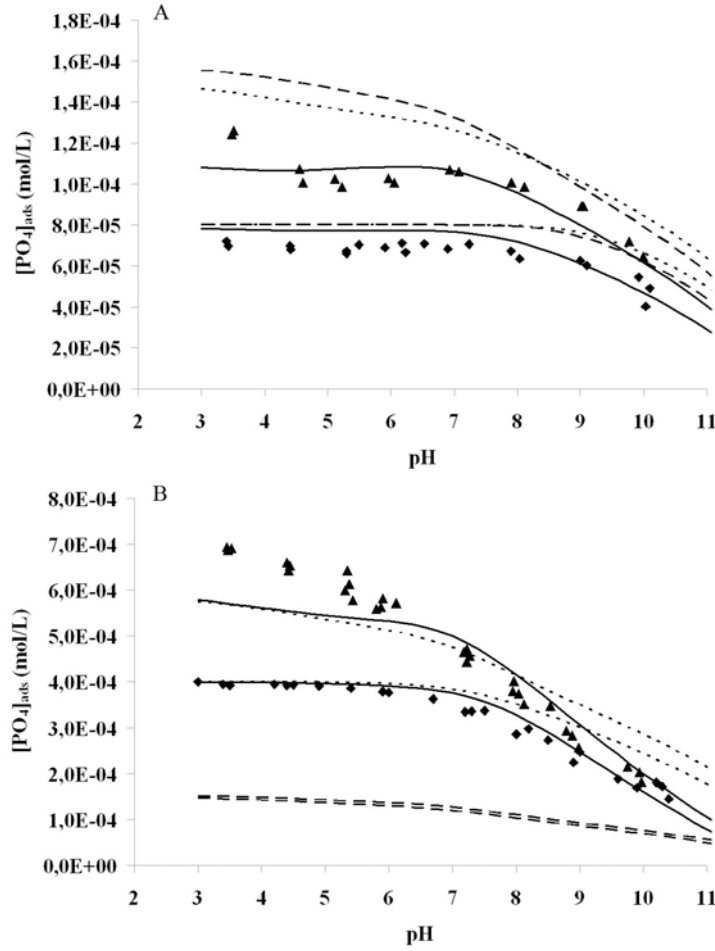 A
1,8E-04
1,6E-04
1,4E-04
1,2E-04
1,0E-04
8,0E-05
6,0E-05
4,0E-05
2,0E-05
0,0E+00
[PO4]ads (mol/L)
2 3 4 5 6 7 8 9 10 11
pH
B
8,0E-04
7,0E-04
6,0E-04
5,0E-04
4,0E-04
3,0E-04
2,0E-04
1,0E-04
0,0E+00
[PO4]ads (mol/L)
2 3 4 5 6 7 8 9 10 11
pH